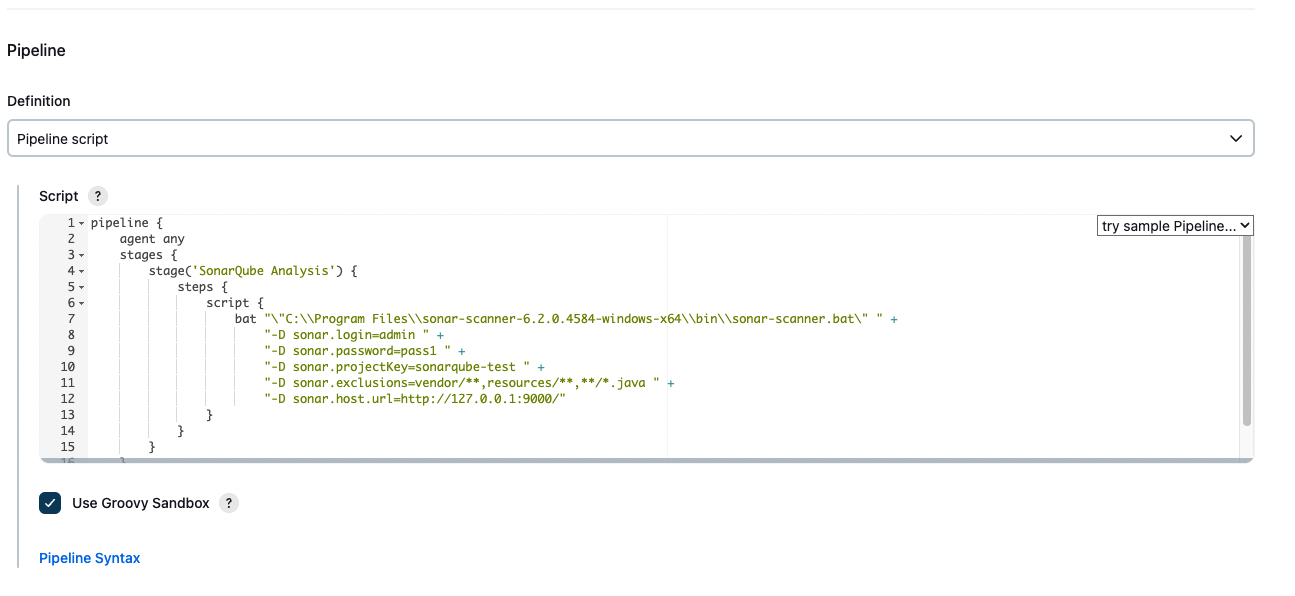 Pipeline
Definition
Pipeline script
Script ?
try sample Pipeline...
1 pipeline {
2     agent any
3     stages {
4         stage('SonarQube Analysis') {
5             steps {
6                 script {
7                     bat "\"C:\\Program Files\\sonar-scanner-6.2.0.4584-windows-x64\\bin\\sonar-scanner.bat\" " +
8                         "-D sonar.login=admin " +
9                         "-D sonar.password=pass1 " +
10                         "-D sonar.projectKey=sonarqube-test " +
11                         "-D sonar.exclusions=vendor/**,resources/**,**/*.java " +
12                         "-D sonar.host.url=http://127.0.0.1:9000/"
13                 }
14             }
15         }
16     }
Use Groovy Sandbox ?
Pipeline Syntax